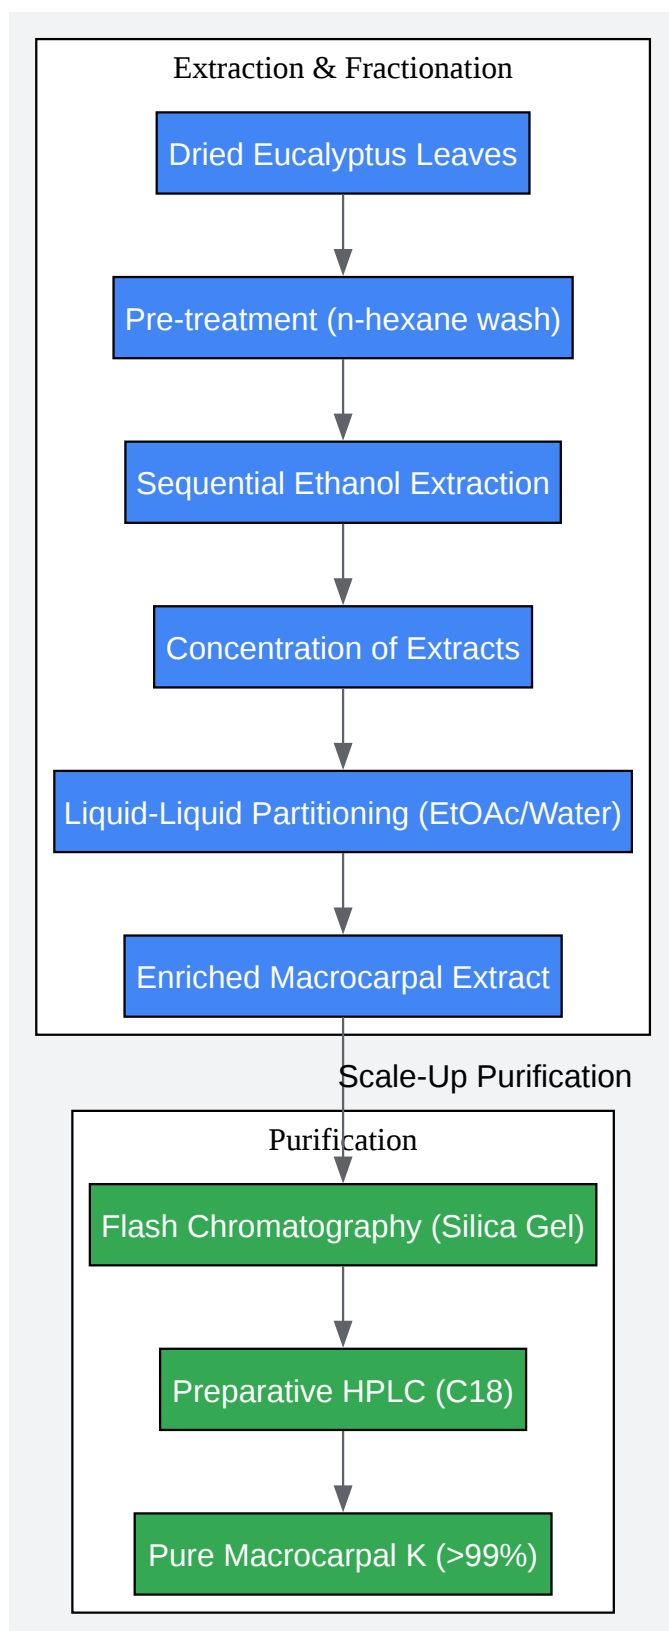 Extraction & Fractionation
Dried Eucalyptus Leaves
Pre-treatment (n-hexane wash)
Sequential Ethanol Extraction
Concentration of Extracts
Liquid-Liquid Partitioning (EtOAc/Water)
Enriched Macrocarpal Extract
Scale-Up Purification
Purification
Flash Chromatography (Silica Gel)
Preparative HPLC (C18)
Pure Macrocarpal K (>99%)